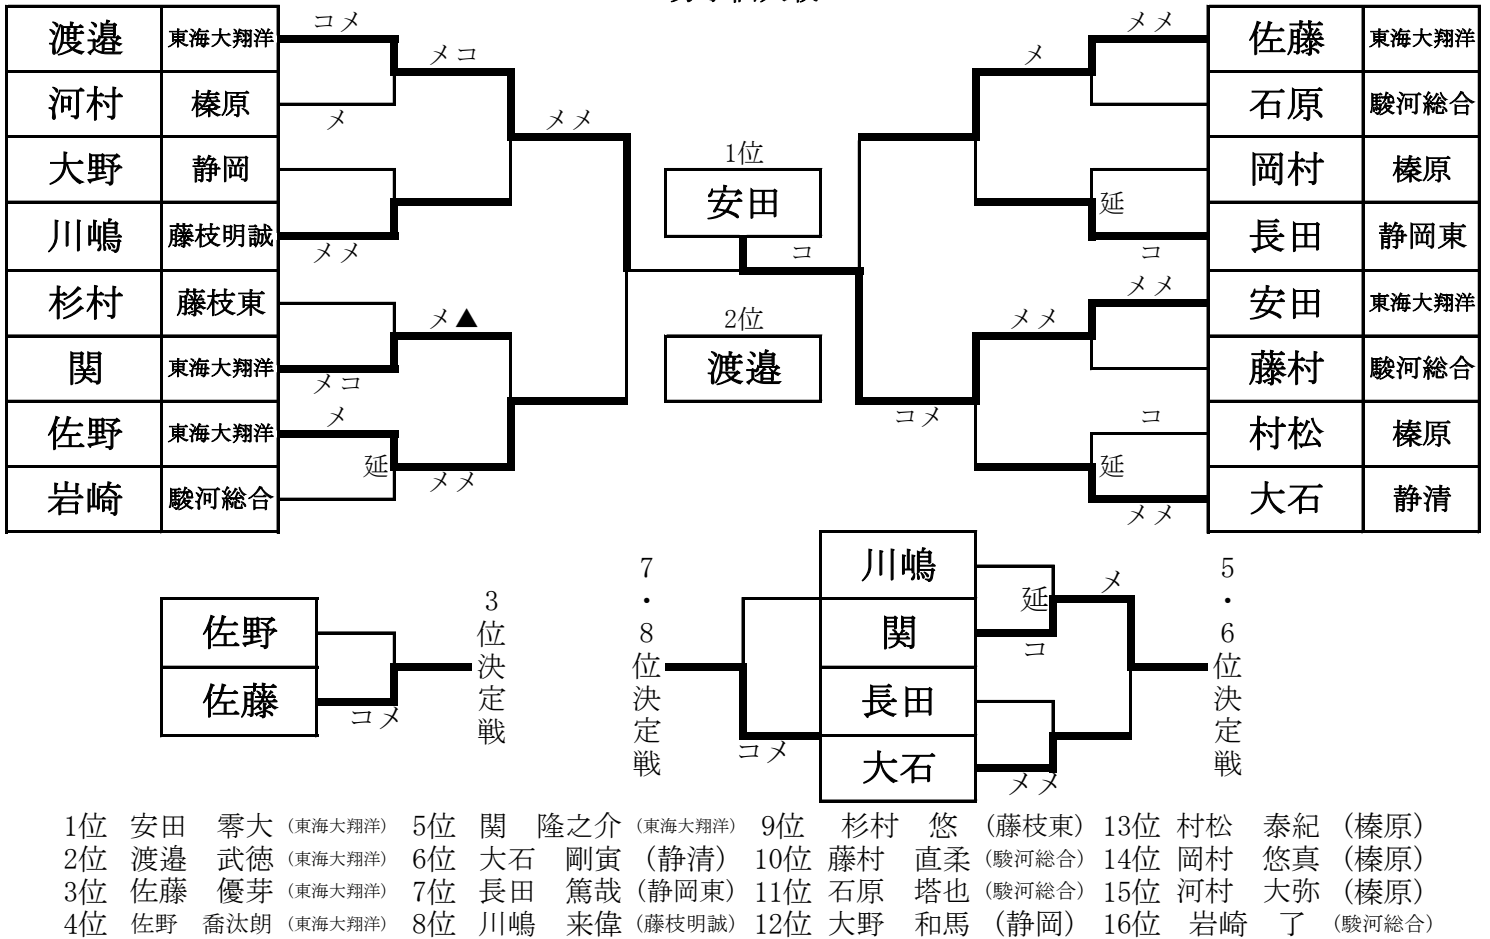 コメ
渡邉 東海大翔洋
メコ
河村 榛原
メ
メメ
大野 静岡
川嶋 藤枝明誠
メメ
杉村 藤枝東
メ▲
関 東海大翔洋
メコ
佐野 東海大翔洋
メ
延
メメ
岩崎 駿河総合
1位
安田
コ
2位
渡邉
メメ
佐藤 東海大翔洋
メ
石原 駿河総合
岡村 榛原
延
長田 静岡東
コ
メメ
安田 東海大翔洋
メメ
藤村 駿河総合
コメ
コ
村松 榛原
延
大石 静清
メメ
佐野
佐藤
コメ
3位決定戦
7・8位決定戦
コメ
川嶋
関
長田
大石
延
コ
メ
メメ
5・6位決定戦
1位 安田 零大 (東海大翔洋) 5位 関 隆之介 (東海大翔洋) 9位 杉村 悠 (藤枝東) 13位 村松 泰紀 (榛原)
2位 渡邉 武徳 (東海大翔洋) 6位 大石 剛寅 (静清) 10位 藤村 直柔 (駿河総合) 14位 岡村 悠真 (榛原)
3位 佐藤 優芽 (東海大翔洋) 7位 長田 篤哉 (静岡東) 11位 石原 塔也 (駿河総合) 15位 河村 大弥 (榛原)
4位 佐野 喬汰朗 (東海大翔洋) 8位 川嶋 来偉 (藤枝明誠) 12位 大野 和馬 (静岡) 16位 岩崎 了 (駿河総合)